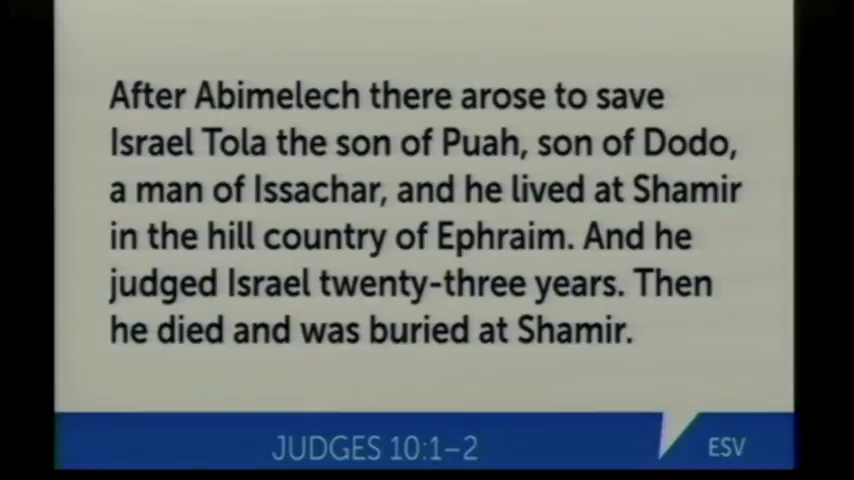 After Abimelech there arose to save
Israel Tola the son of Puah, son of Dodo,
a man of Issachar, and he lived at Shamir
in the hill country of Ephraim. And he
judged Israel twenty-three years. Then
he died and was buried at Shamir.
JUDGES 10:1–2
ESV